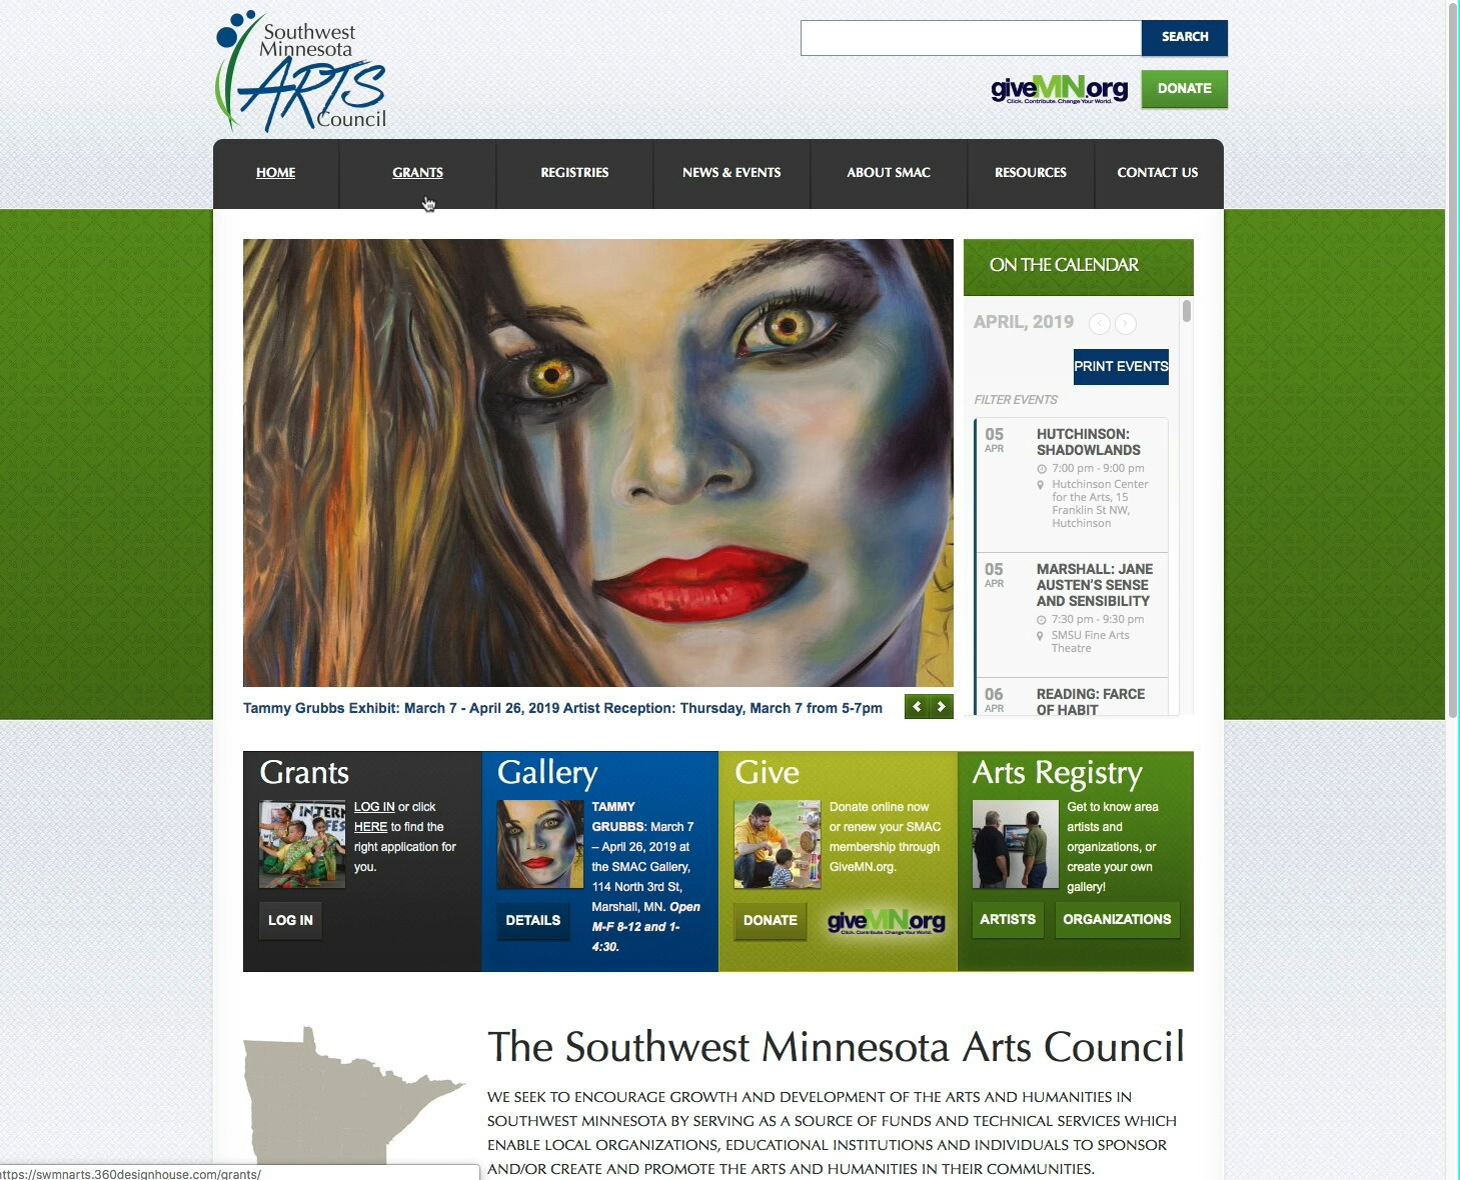 Southwest
Minnesota
ARTS
Council
SEARCH
giveMN.org
Click. Contribute. Change Your World.
DONATE
HOME
GRANTS
REGISTRIES
NEWS & EVENTS
ABOUT SMAC
RESOURCES
CONTACT US
ON THE CALENDAR
APRIL, 2019
PRINT EVENTS
FILTER EVENTS
05
APR
HUTCHINSON:
SHADOWLANDS
7:00 pm - 9:00 pm
Hutchinson Center
for the Arts, 15
Franklin St NW,
Hutchinson
05
APR
MARSHALL: JANE
AUSTEN'S SENSE
AND SENSIBILITY
7:30 pm - 9:30 pm
SMSU Fine Arts
Theatre
06
APR
READING: FARCE
OF HABIT
Tammy Grubbs Exhibit: March 7 - April 26, 2019 Artist Reception: Thursday, March 7 from 5-7pm
Grants
INTERN
FES
LOG IN or click
HERE to find the
right application for
you.
LOG IN
Gallery
TAMMY
GRUBBS: March 7
– April 26, 2019 at
the SMAC Gallery,
114 North 3rd St,
Marshall, MN. Open
M-F 8-12 and 1-
4:30.
DETAILS
Give
Donate online now
or renew your SMAC
membership through
GiveMN.org.
DONATE
giveMN.org
Click. Contribute. Change Your World.
Arts Registry
Get to know area
artists and
organizations, or
create your own
gallery!
ARTISTS
ORGANIZATIONS
The Southwest Minnesota Arts Council
WE SEEK TO ENCOURAGE GROWTH AND DEVELOPMENT OF THE ARTS AND HUMANITIES IN
SOUTHWEST MINNESOTA BY SERVING AS A SOURCE OF FUNDS AND TECHNICAL SERVICES WHICH
ENABLE LOCAL ORGANIZATIONS, EDUCATIONAL INSTITUTIONS AND INDIVIDUALS TO SPONSOR
AND/OR CREATE AND PROMOTE THE ARTS AND HUMANITIES IN THEIR COMMUNITIES.
https://swmnarts.360designhouse.com/grants/